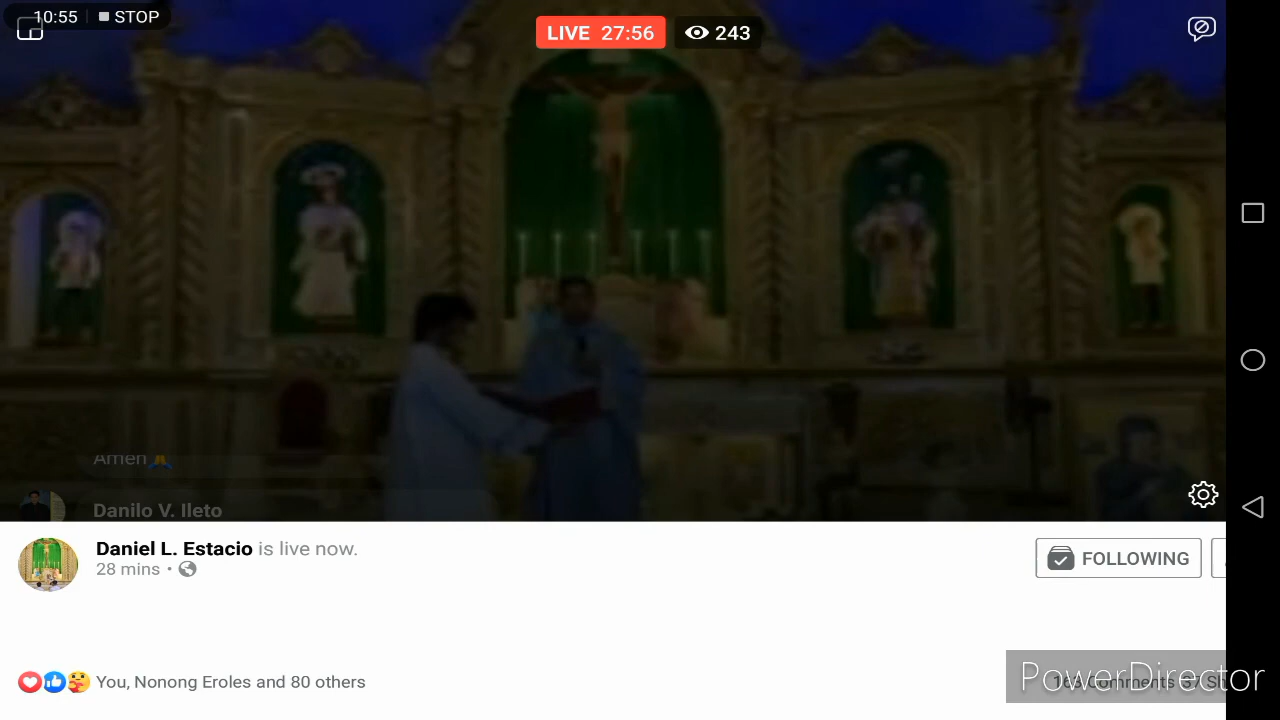 10:55 STOP
LIVE 27:56 243
Amen🙏
Danilo V. Ileto
Daniel L. Estacio is live now.
28 mins •
FOLLOWING
You, Nonong Eroles and 80 others
PowerDirector